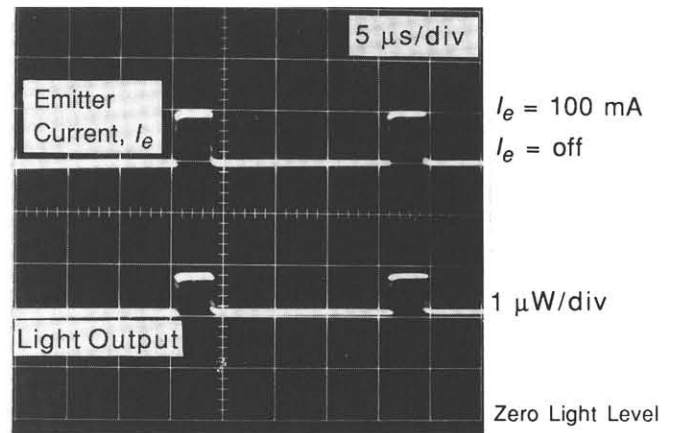 5 μs/div
Emitter
Current, Ie
Ie = 100 mA
Ie = off
1 μW/div
Light Output
Zero Light Level